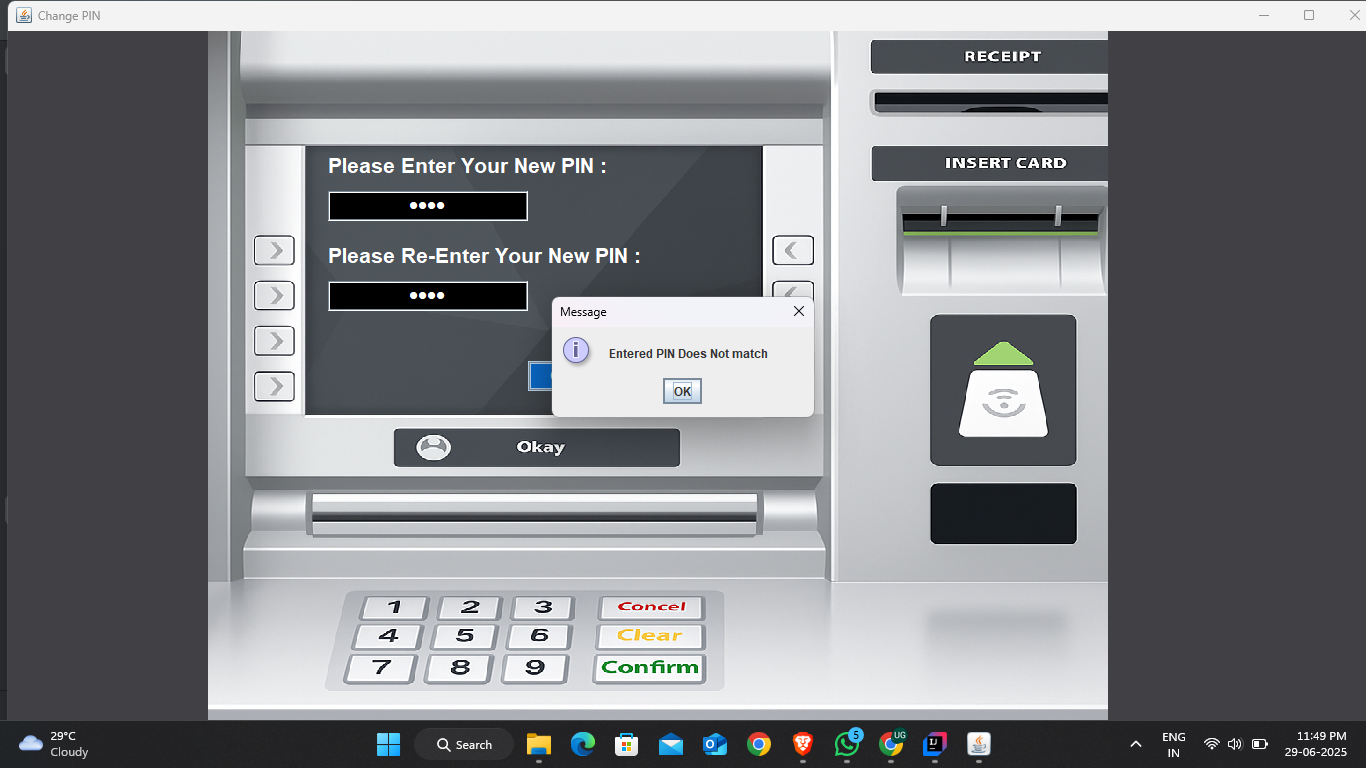 Change PIN
RECEIPT
Please Enter Your New PIN :
••••
INSERT CARD
Please Re-Enter Your New PIN :
••••
Message
Entered PIN Does Not match
OK
Okay
1 2 3 Concel
4 5 6 Clear
7 8 9 Confirm
29°C
Cloudy
Search
5
UG
IJ
ENG
IN
11:49 PM
29-06-2025